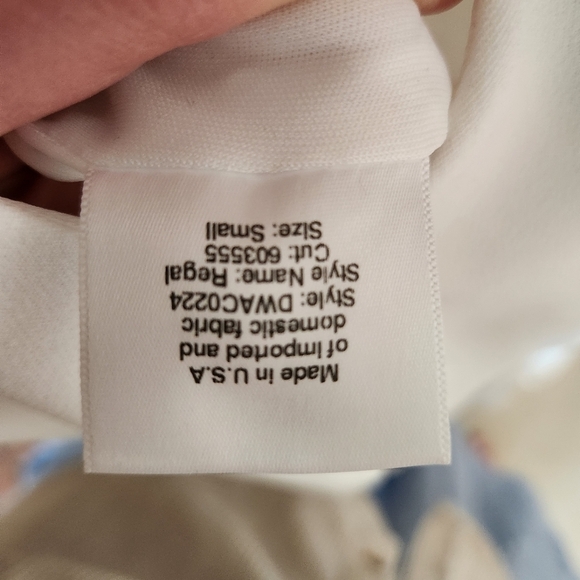 Made in U.S.A
of Imported and
domestic fabric
Style: DWAC0224
Style Name: Regal
Cut: 603555
Size: Small